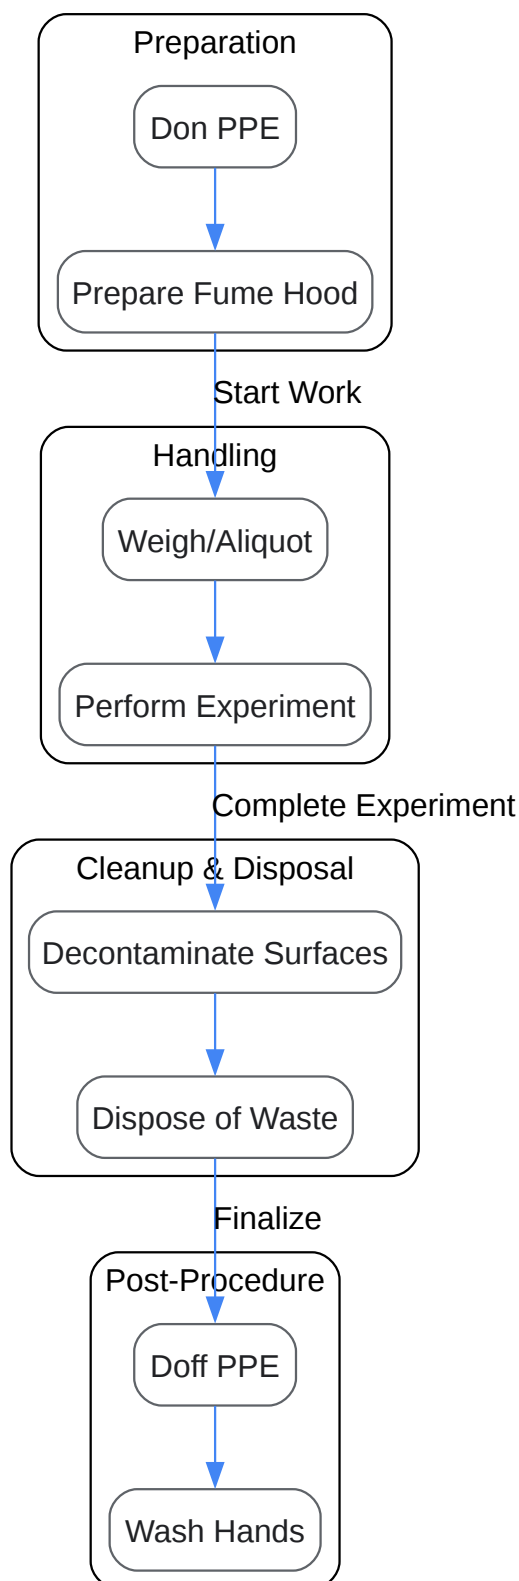 Preparation
Don PPE
Prepare Fume Hood
Start Work
Handling
Weigh/Aliquot
Perform Experiment
Complete Experiment
Cleanup & Disposal
Decontaminate Surfaces
Dispose of Waste
Finalize
Post-Procedure
Doff PPE
Wash Hands